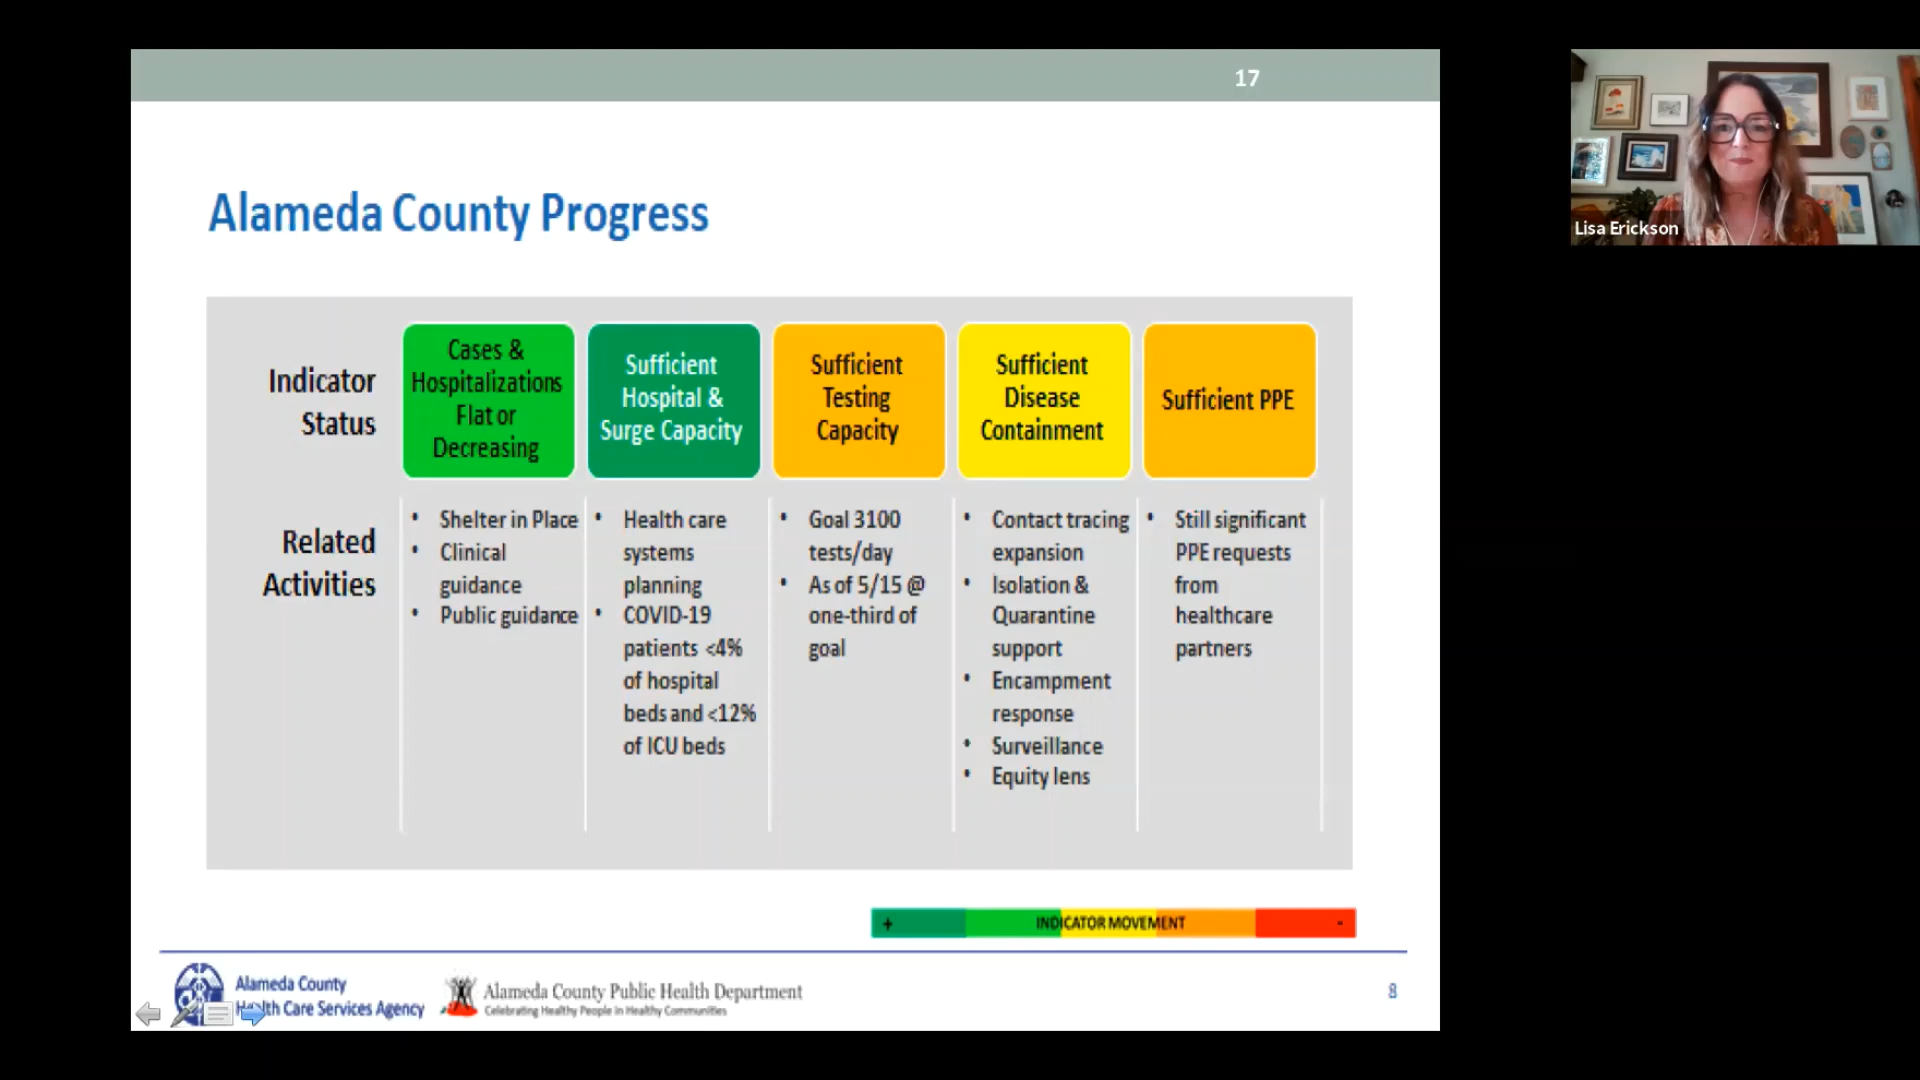 17
Lisa Erickson
Alameda County Progress
Indicator
Status
Cases &
Hospitalizations
Flat or
Decreasing
Sufficient
Hospital &
Surge Capacity
Sufficient
Testing
Capacity
Sufficient
Disease
Containment
Sufficient PPE
Related
Activities
• Shelter in Place
• Clinical
guidance
• Public guidance
• Health care
systems
planning
• COVID-19
patients <4%
of hospital
beds and <12%
of ICU beds
• Goal 3100
tests/day
• As of 5/15 @
one-third of
goal
• Contact tracing
expansion
• Isolation &
Quarantine
support
• Encampment
response
• Surveillance
• Equity lens
• Still significant
PPE requests
from
healthcare
partners
+ INDICATOR MOVEMENT -
Alameda County
Health Care Services Agency
Alameda County Public Health Department
Celebrating Healthy People in Healthy Communities
8